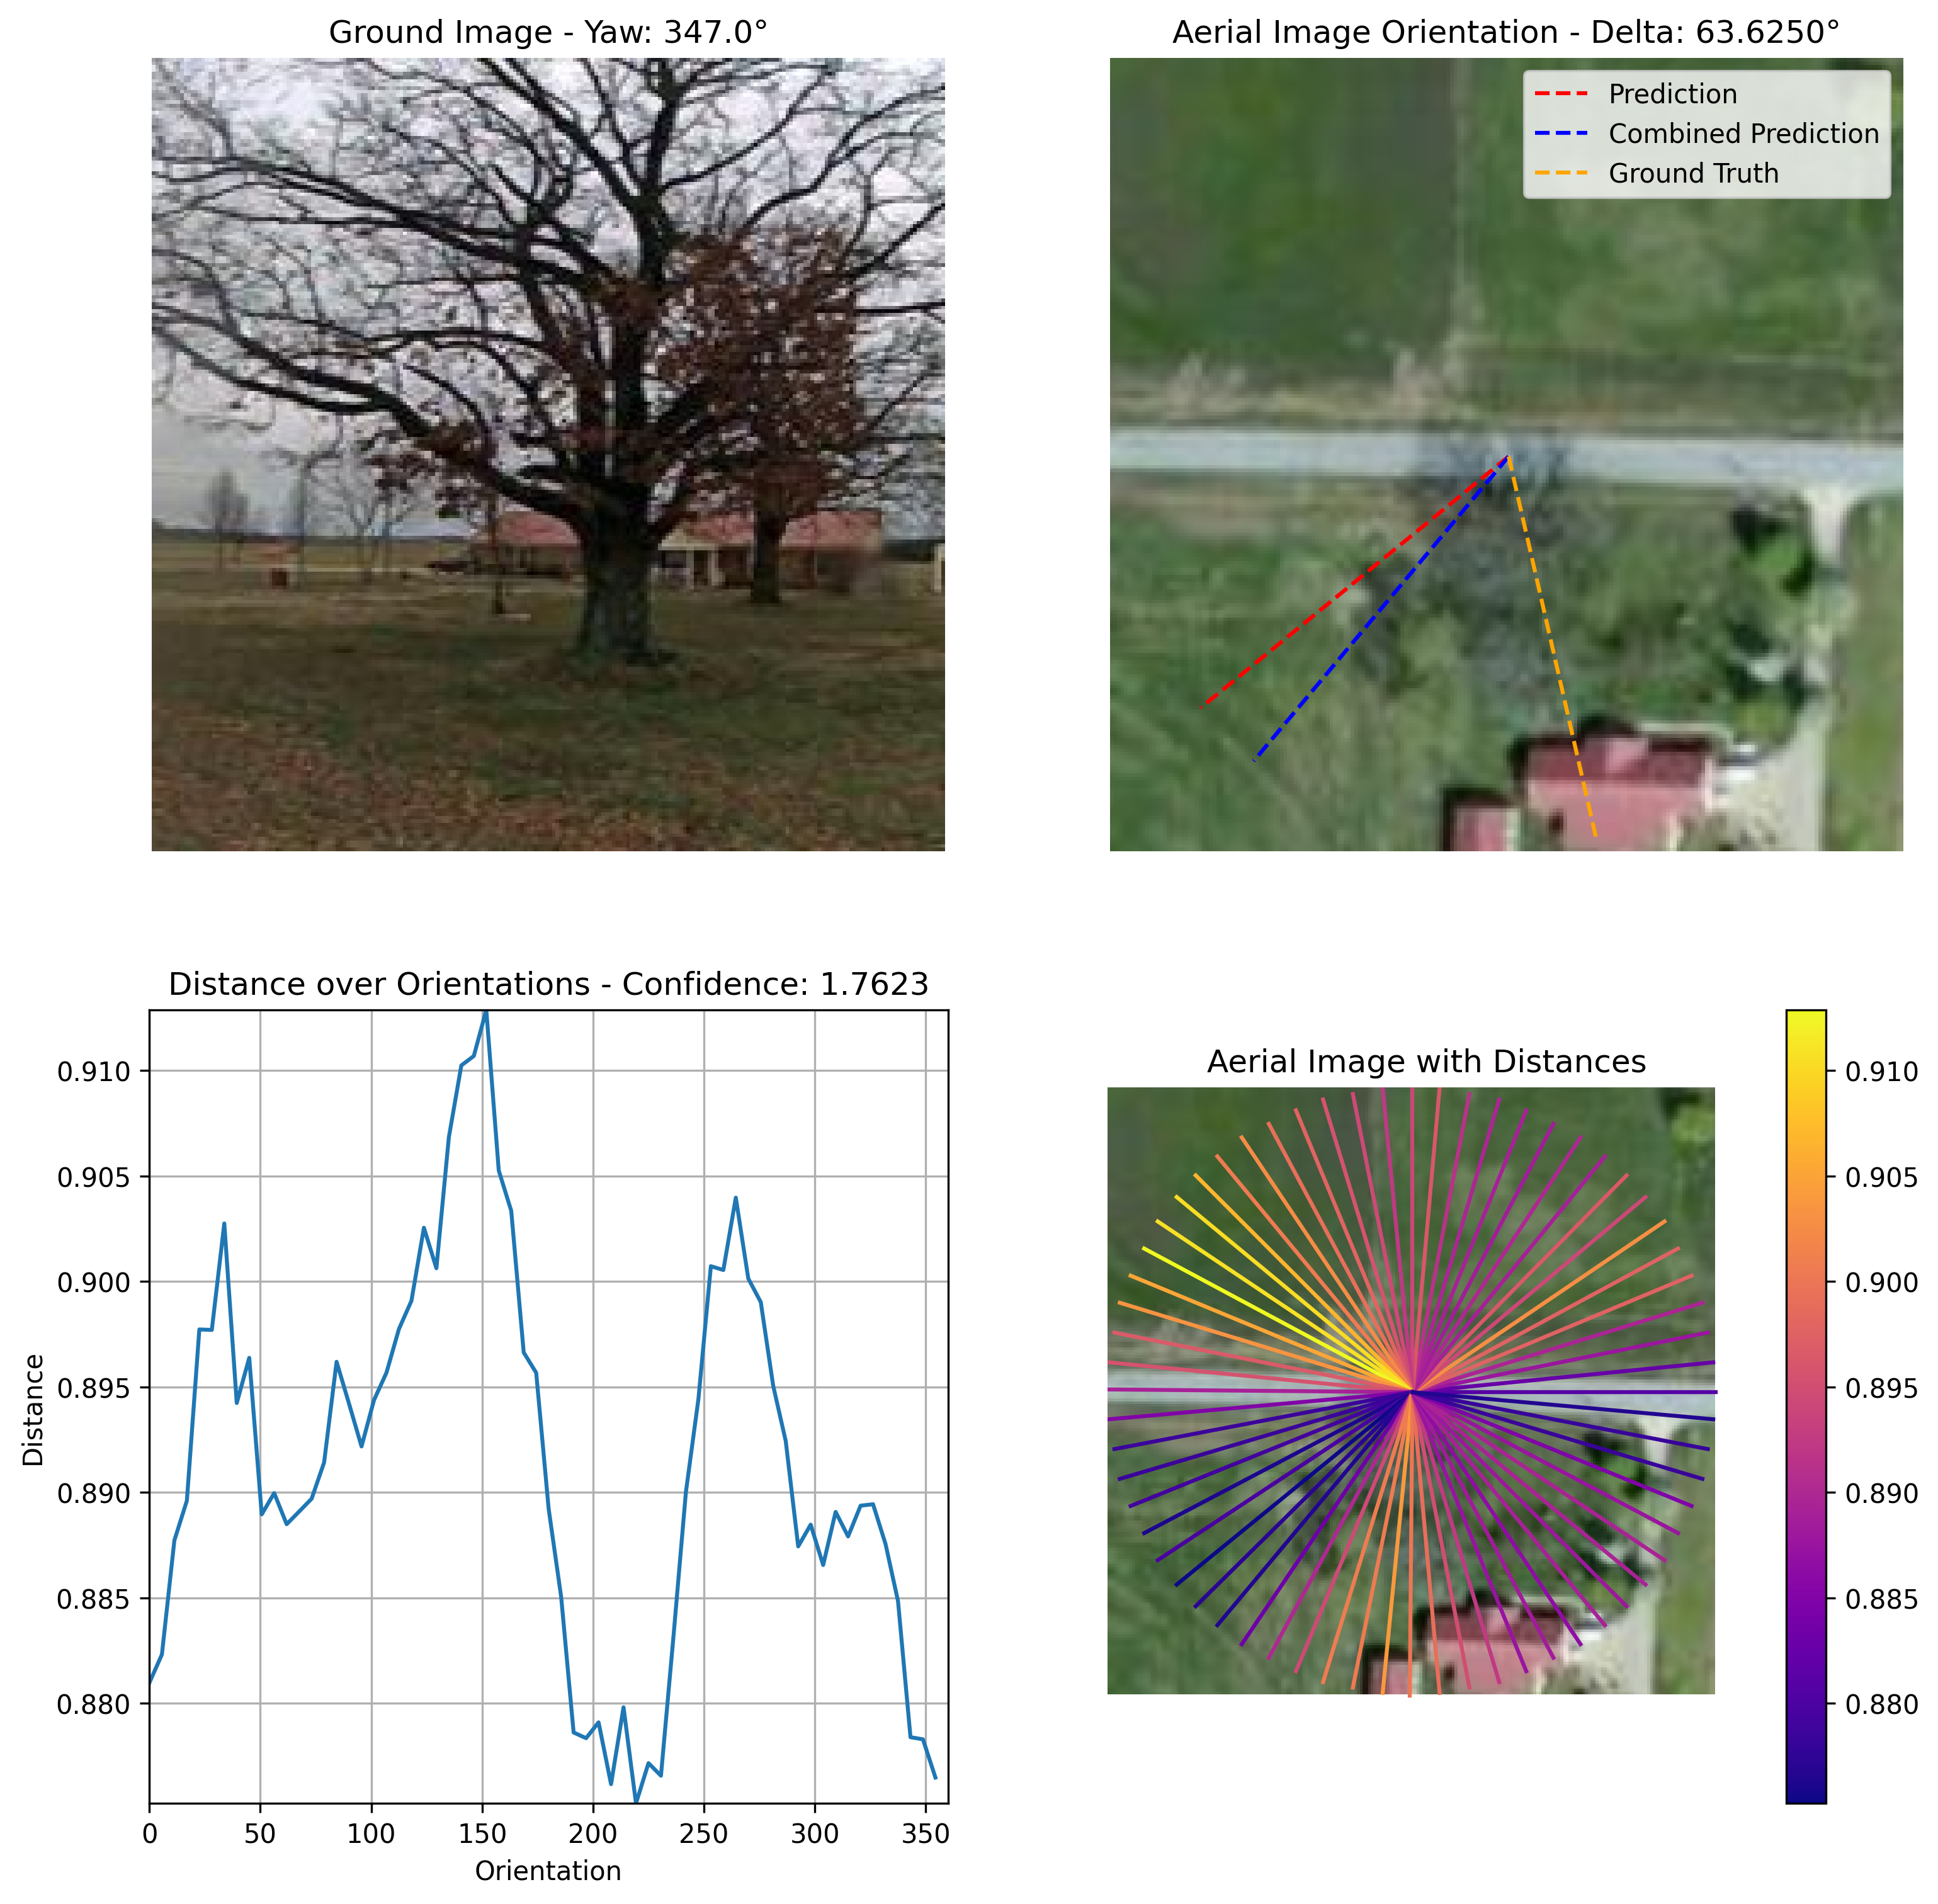 Ground Image - Yaw: 347.0°
Aerial Image Orientation - Delta: 63.6250°
Prediction
Combined Prediction
Ground Truth
Distance over Orientations - Confidence: 1.7623
0.910
0.905
0.900
0.895
0.890
0.885
0.880
Distance
0
50
100
150
200
250
300
350
Orientation
Aerial Image with Distances
0.910
0.905
0.900
0.895
0.890
0.885
0.880